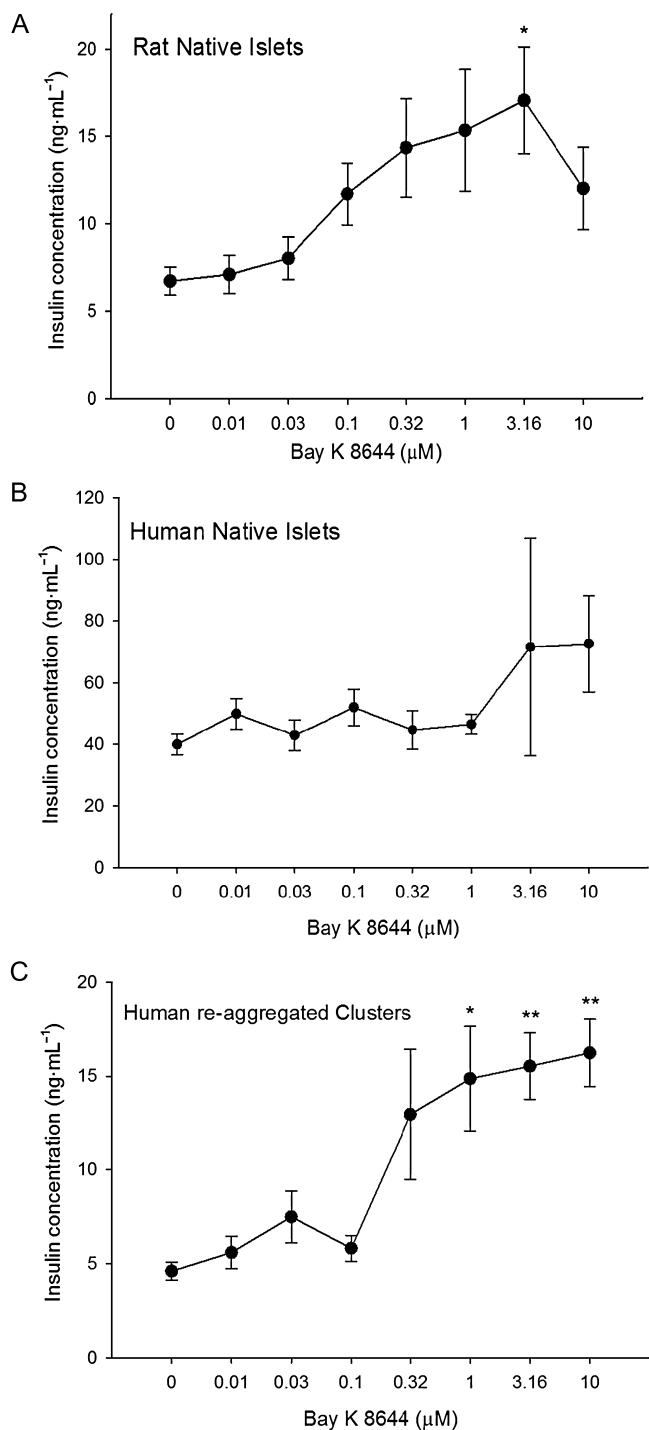 A
Rat Native Islets
*
20
15
10
5
0
Insulin concentration (ng·mL⁻¹)
0 0.01 0.03 0.1 0.32 1 3.16 10
Bay K 8644 (μM)
B
Human Native Islets
120
100
80
60
40
20
0
Insulin concentration (ng·mL⁻¹)
0 0.01 0.03 0.1 0.32 1 3.16 10
Bay K 8644 (μM)
C
Human re-aggregated Clusters
* ** **
20
15
10
5
0
Insulin concentration (ng·mL⁻¹)
0 0.01 0.03 0.1 0.32 1 3.16 10
Bay K 8644 (μM)